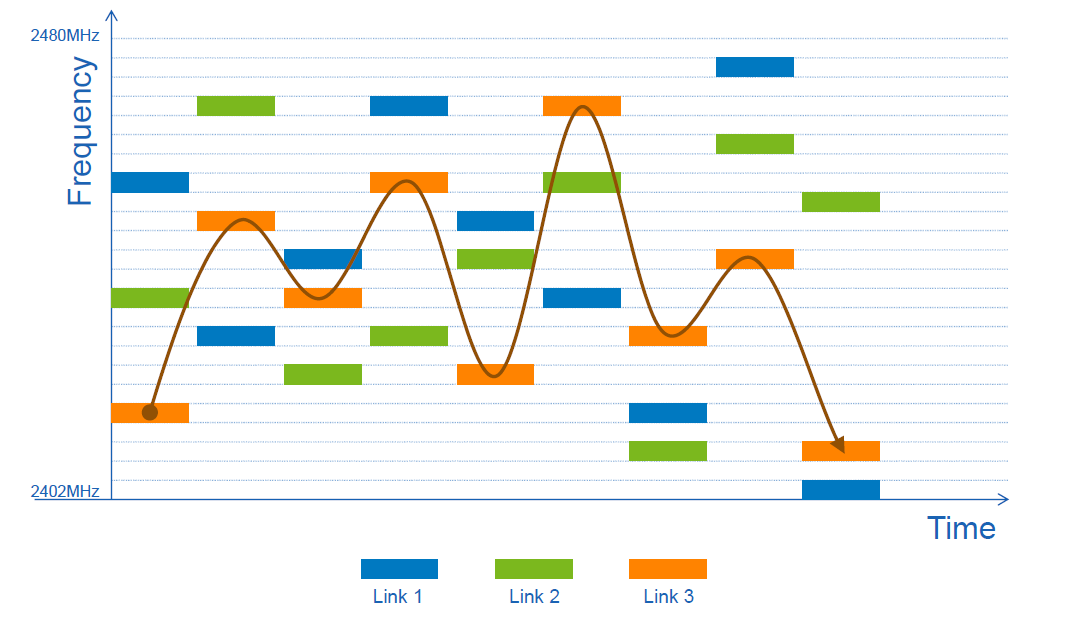 2480MHz
Frequency
2402MHz
Time
Link 1
Link 2
Link 3